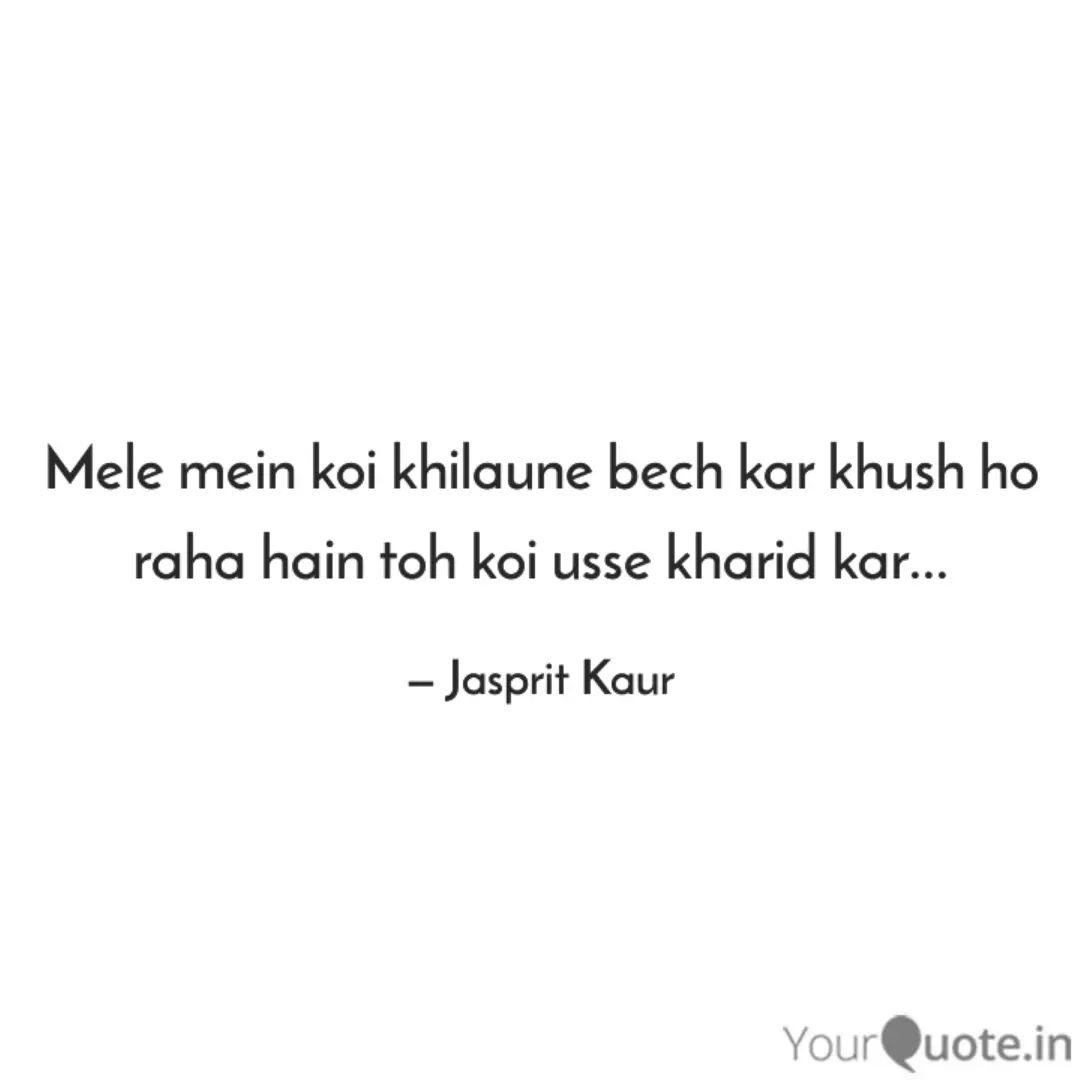 Mele mein koi khilaune bech kar khush ho
raha hain toh koi usse kharid kar...
– Jasprit Kaur
YourQuote.in